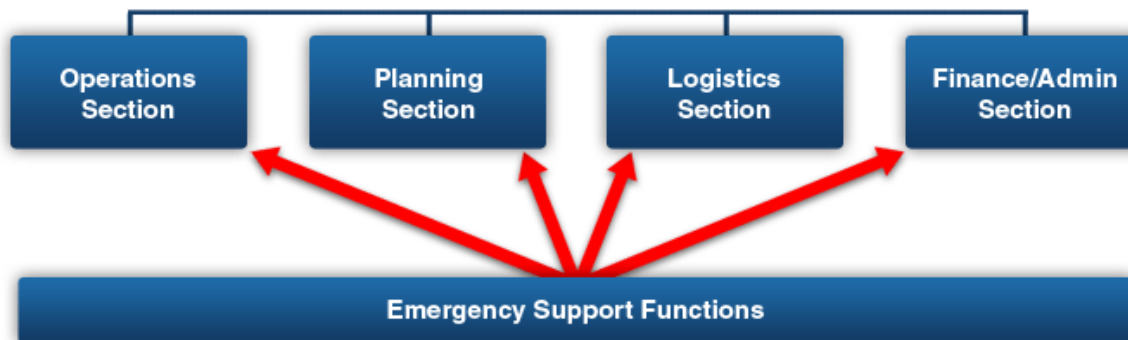 Operations
Section
Planning
Section
Logistics
Section
Finance/Admin
Section
Emergency Support Functions